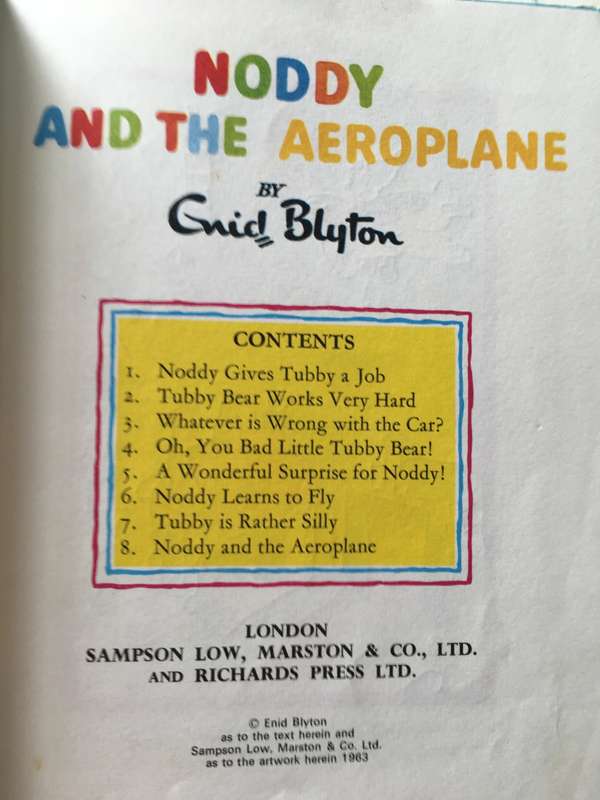 NODDY
AND THE AEROPLANE
BY
Enid Blyton
CONTENTS
1. Noddy Gives Tubby a Job
2. Tubby Bear Works Very Hard
3. Whatever is Wrong with the Car?
4. Oh, You Bad Little Tubby Bear!
5. A Wonderful Surprise for Noddy!
6. Noddy Learns to Fly
7. Tubby is Rather Silly
8. Noddy and the Aeroplane
LONDON
SAMPSON LOW, MARSTON & CO., LTD.
AND RICHARDS PRESS LTD.
© Enid Blyton
as to the text herein and
Sampson Low, Marston & Co. Ltd.
as to the artwork herein 1963